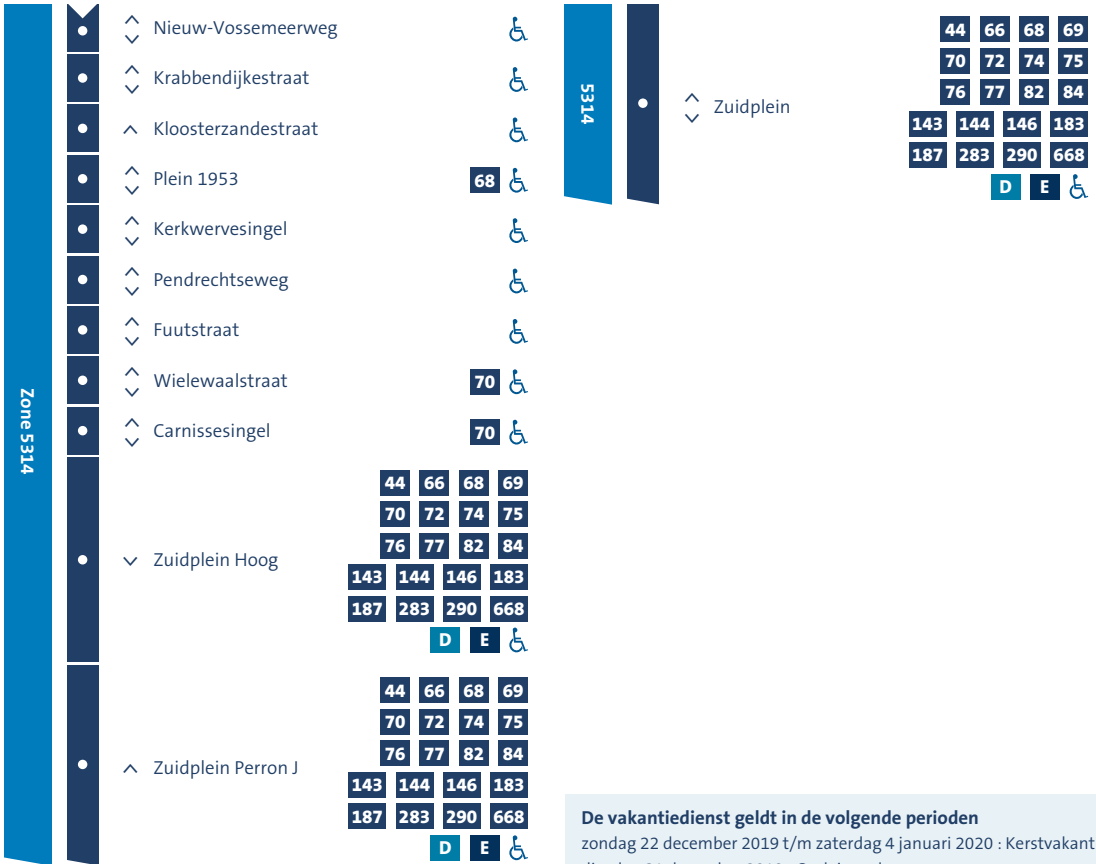 Zone 5314
Nieuw-Vossemeerweg
Krabbendijkestraat
Kloosterzandestraat
Plein 1953 68
Kerkwervesingel
Pendrechtseweg
Fuutstraat
Wielewaalstraat 70
Carnissesingel 70
44 66 68 69
70 72 74 75
76 77 82 84
Zuidplein Hoog
143 144 146 183
187 283 290 668
D E
44 66 68 69
70 72 74 75
76 77 82 84
Zuidplein Perron J
143 144 146 183
187 283 290 668
D E
5314
44 66 68 69
70 72 74 75
76 77 82 84
Zuidplein
143 144 146 183
187 283 290 668
D E
De vakantiedienst geldt in de volgende perioden
zondag 22 december 2019 t/m zaterdag 4 januari 2020 : Kerstvakant